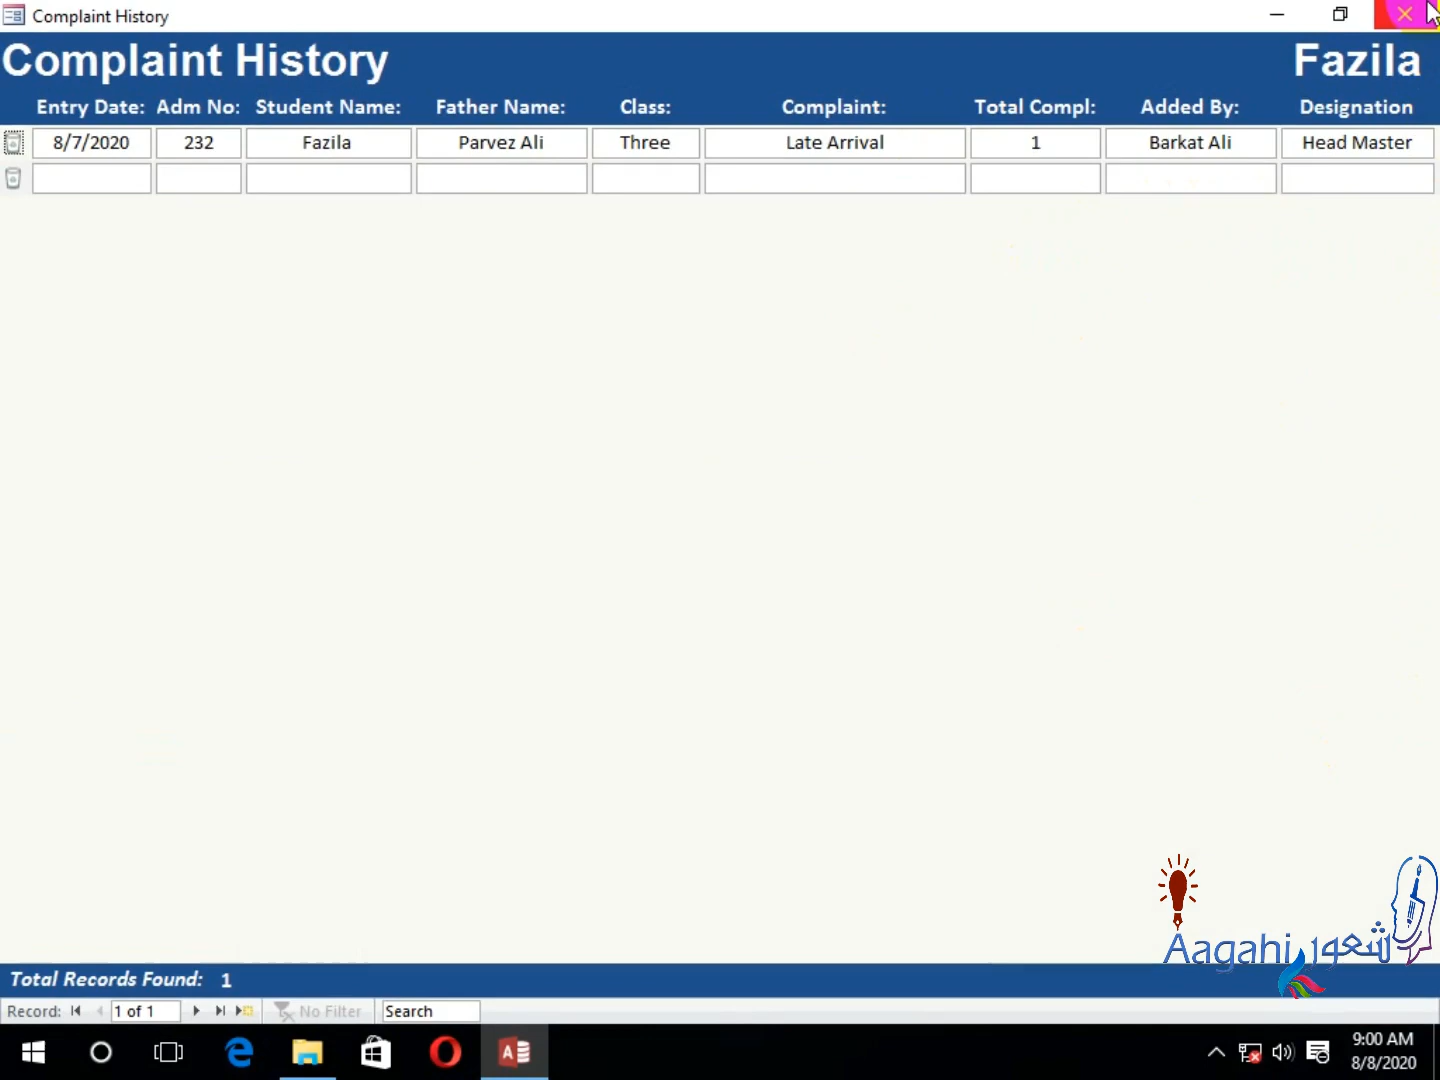 Complaint History
Complaint History Fazila
Entry Date: Adm No: Student Name: Father Name: Class: Complaint: Total Compl: Added By: Designation
8/7/2020 232 Fazila Parvez Ali Three Late Arrival 1 Barkat Ali Head Master
Aagahi شعور
Total Records Found: 1
Record: 1 of 1 No Filter Search
9:00 AM
8/8/2020